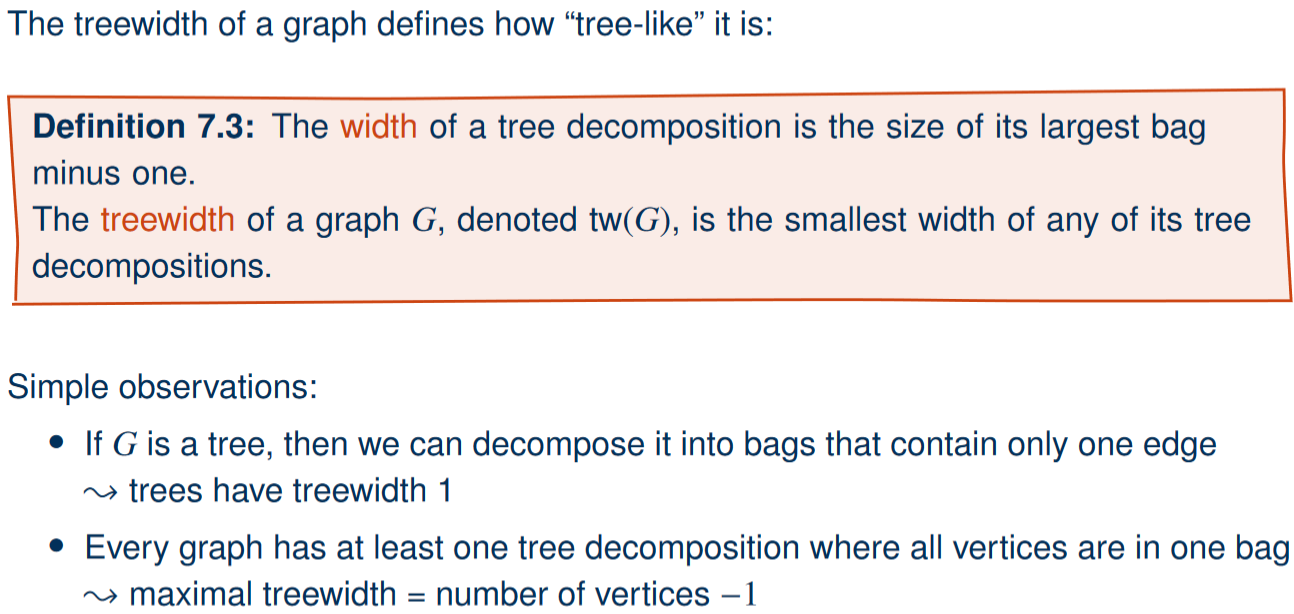 The treewidth of a graph defines how “tree-like” it is:
Definition 7.3: The width of a tree decomposition is the size of its largest bag
minus one.
The treewidth of a graph G, denoted tw(G), is the smallest width of any of its tree
decompositions.
Simple observations:
• If G is a tree, then we can decompose it into bags that contain only one edge
⇝ trees have treewidth 1
• Every graph has at least one tree decomposition where all vertices are in one bag
⇝ maximal treewidth = number of vertices −1